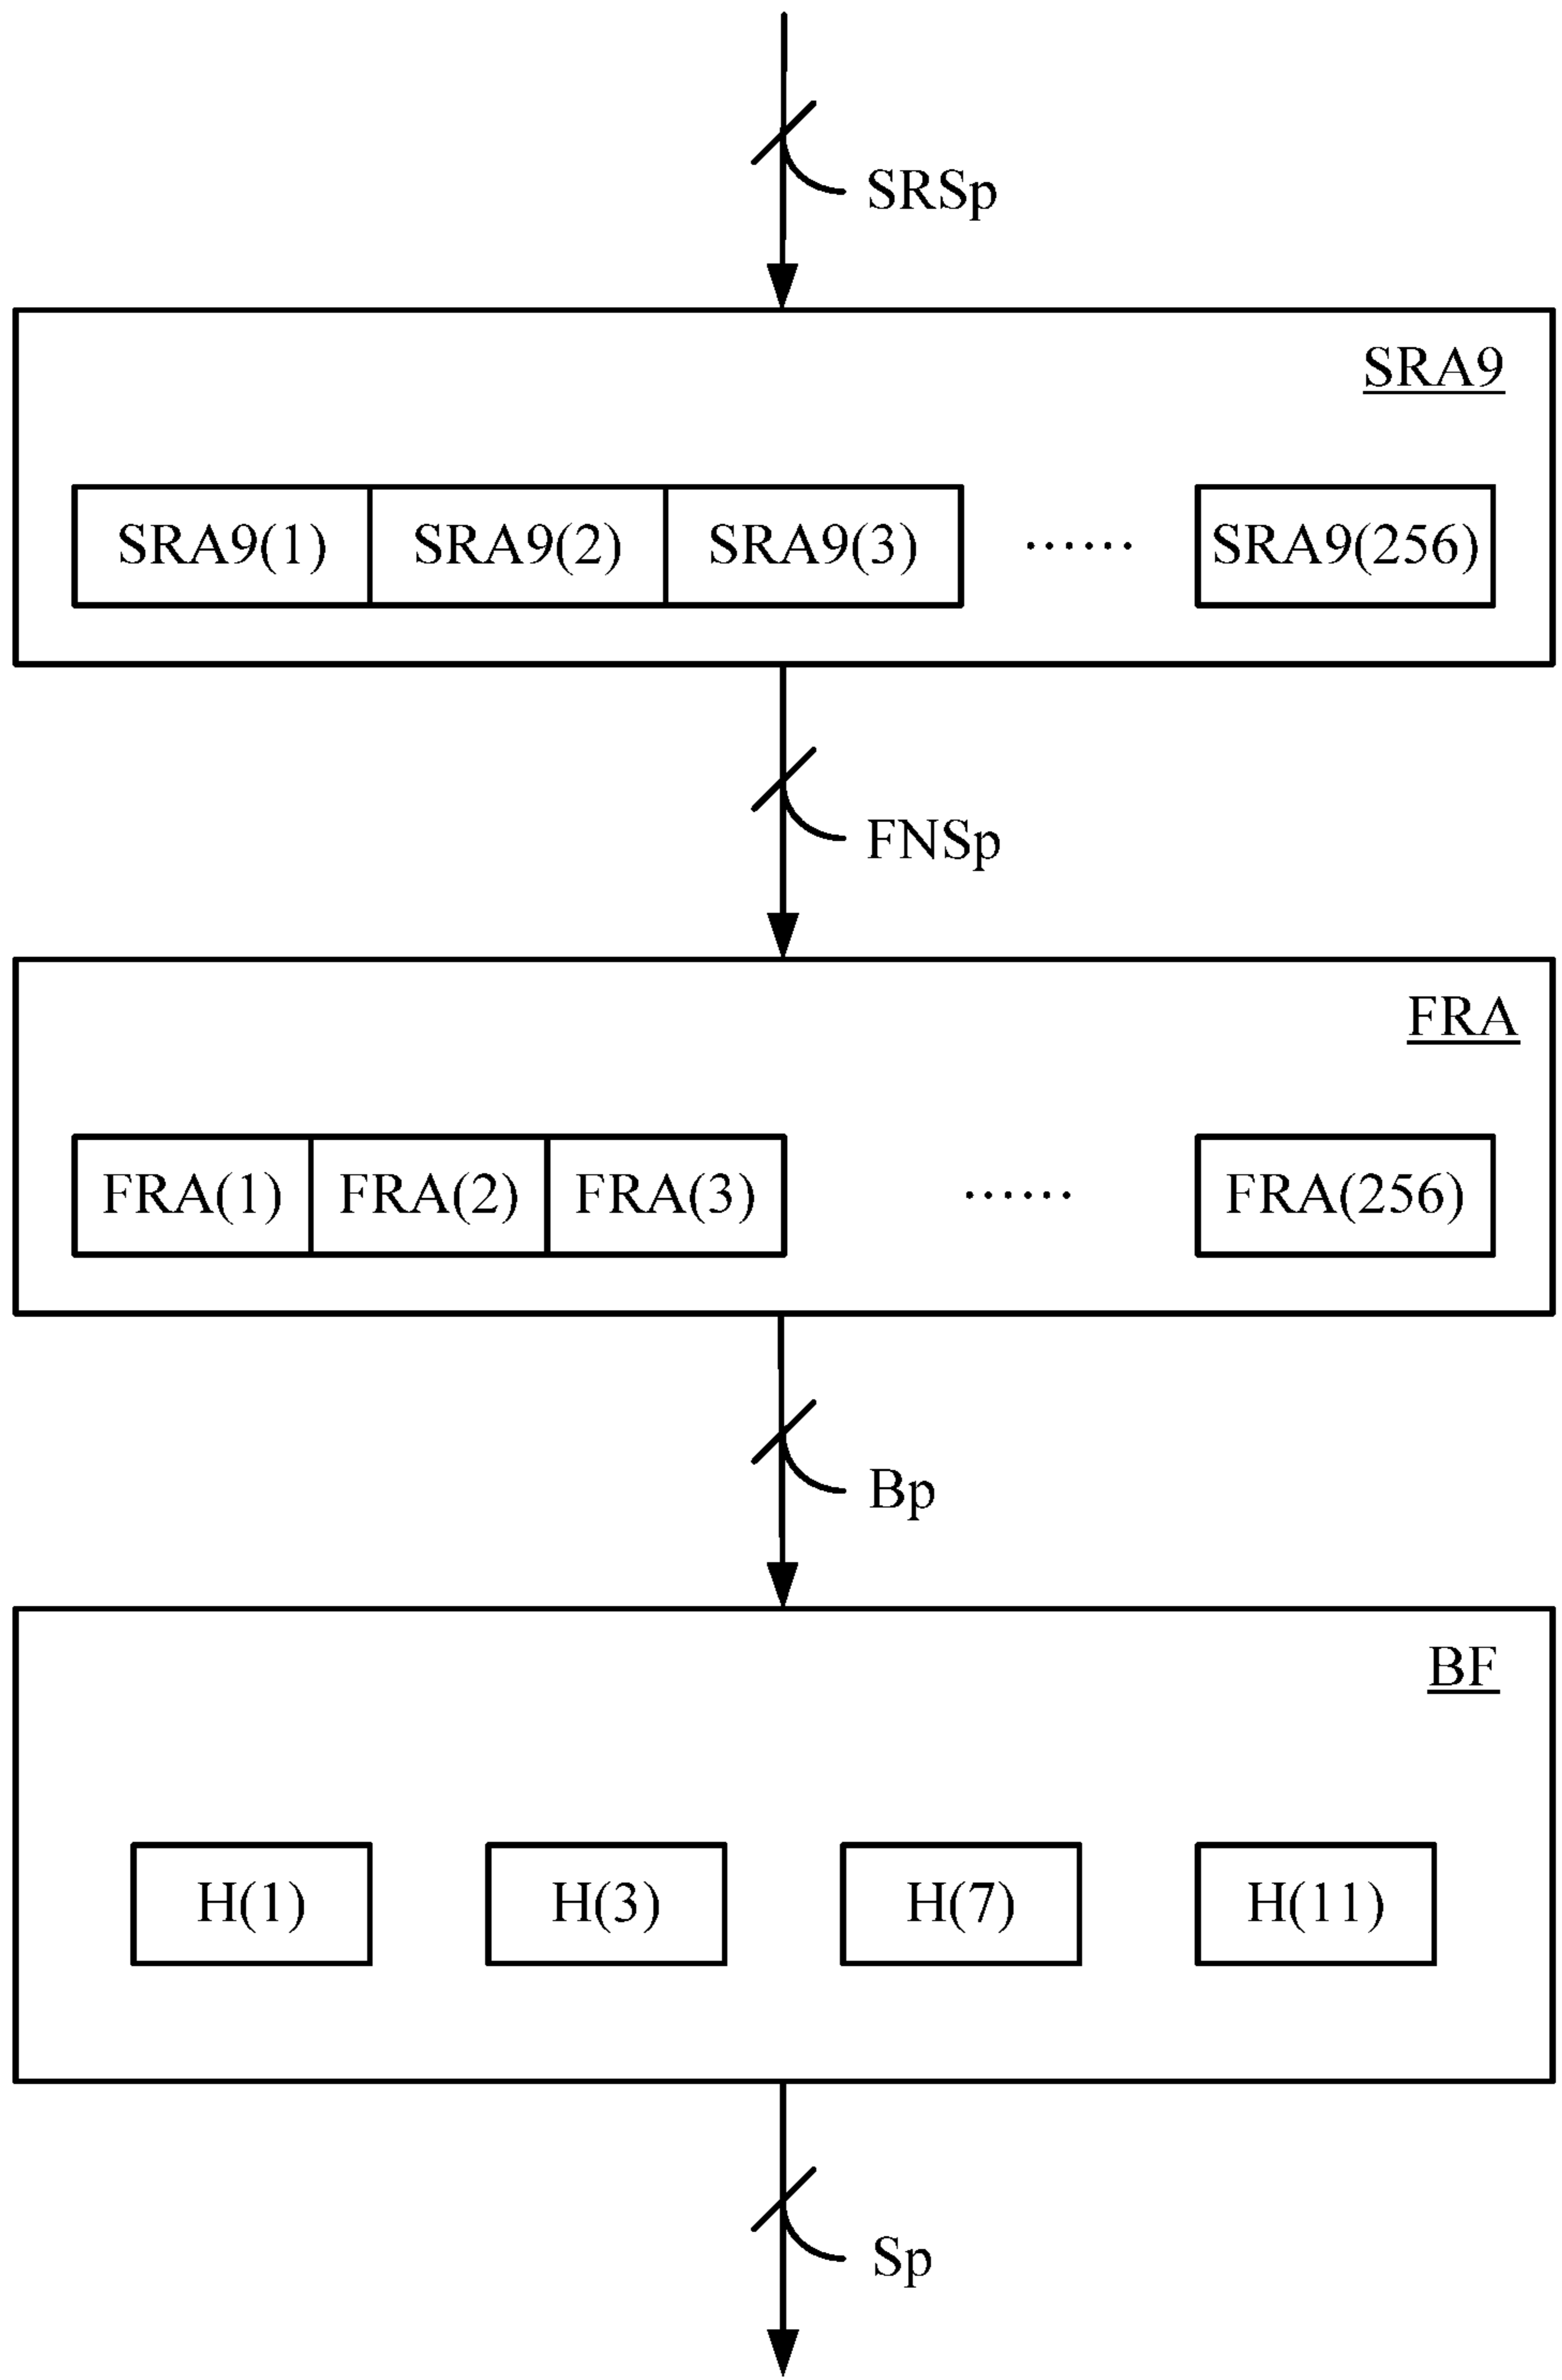 SRSp
SRA9
SRA9(1) SRA9(2) SRA9(3) ...... SRA9(256)
FNSp
FRA
FRA(1) FRA(2) FRA(3) ...... FRA(256)
Bp
BF
H(1) H(3) H(7) H(11)
Sp